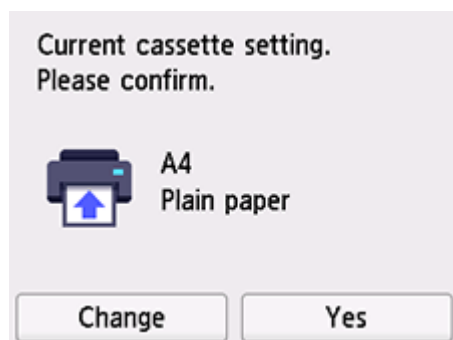 Current cassette setting.
Please confirm.
A4
Plain paper
Change
Yes